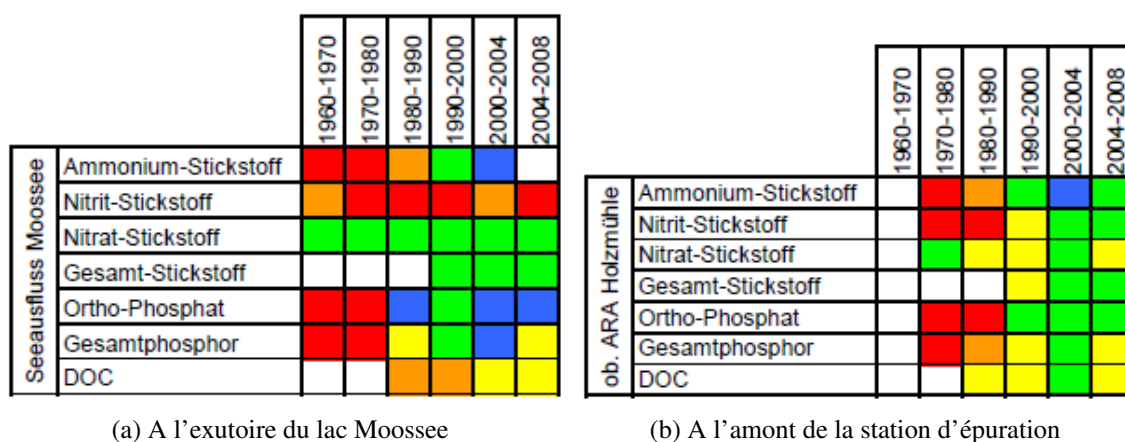 1960-1970
1970-1980
1980-1990
1990-2000
2000-2004
2004-2008
Seeausfluss Moossee
Ammonium-Stickstoff
Nitrit-Stickstoff
Nitrat-Stickstoff
Gesamt-Stickstoff
Ortho-Phosphat
Gesamtphosphor
DOC
(a) A l'exutoire du lac Moossee
1960-1970
1970-1980
1980-1990
1990-2000
2000-2004
2004-2008
ob. ARA Holzmühle
Ammonium-Stickstoff
Nitrit-Stickstoff
Nitrat-Stickstoff
Gesamt-Stickstoff
Ortho-Phosphat
Gesamtphosphor
DOC
(b) A l'amont de la station d'épuration